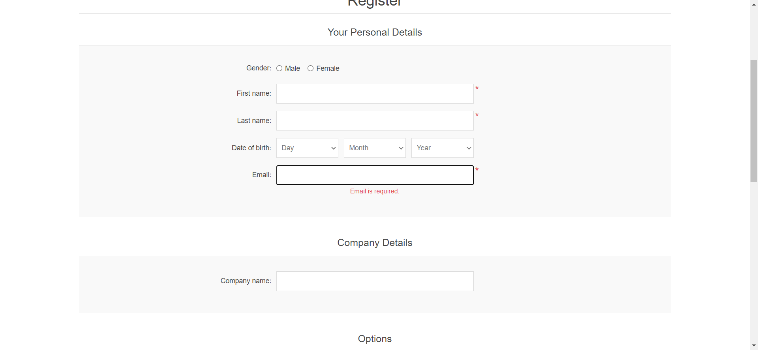 Register
Your Personal Details
Gender: Male Female
First name: *
Last name: *
Date of birth: Day Month Year
Email: *
Email is required
Company Details
Company name:
Options